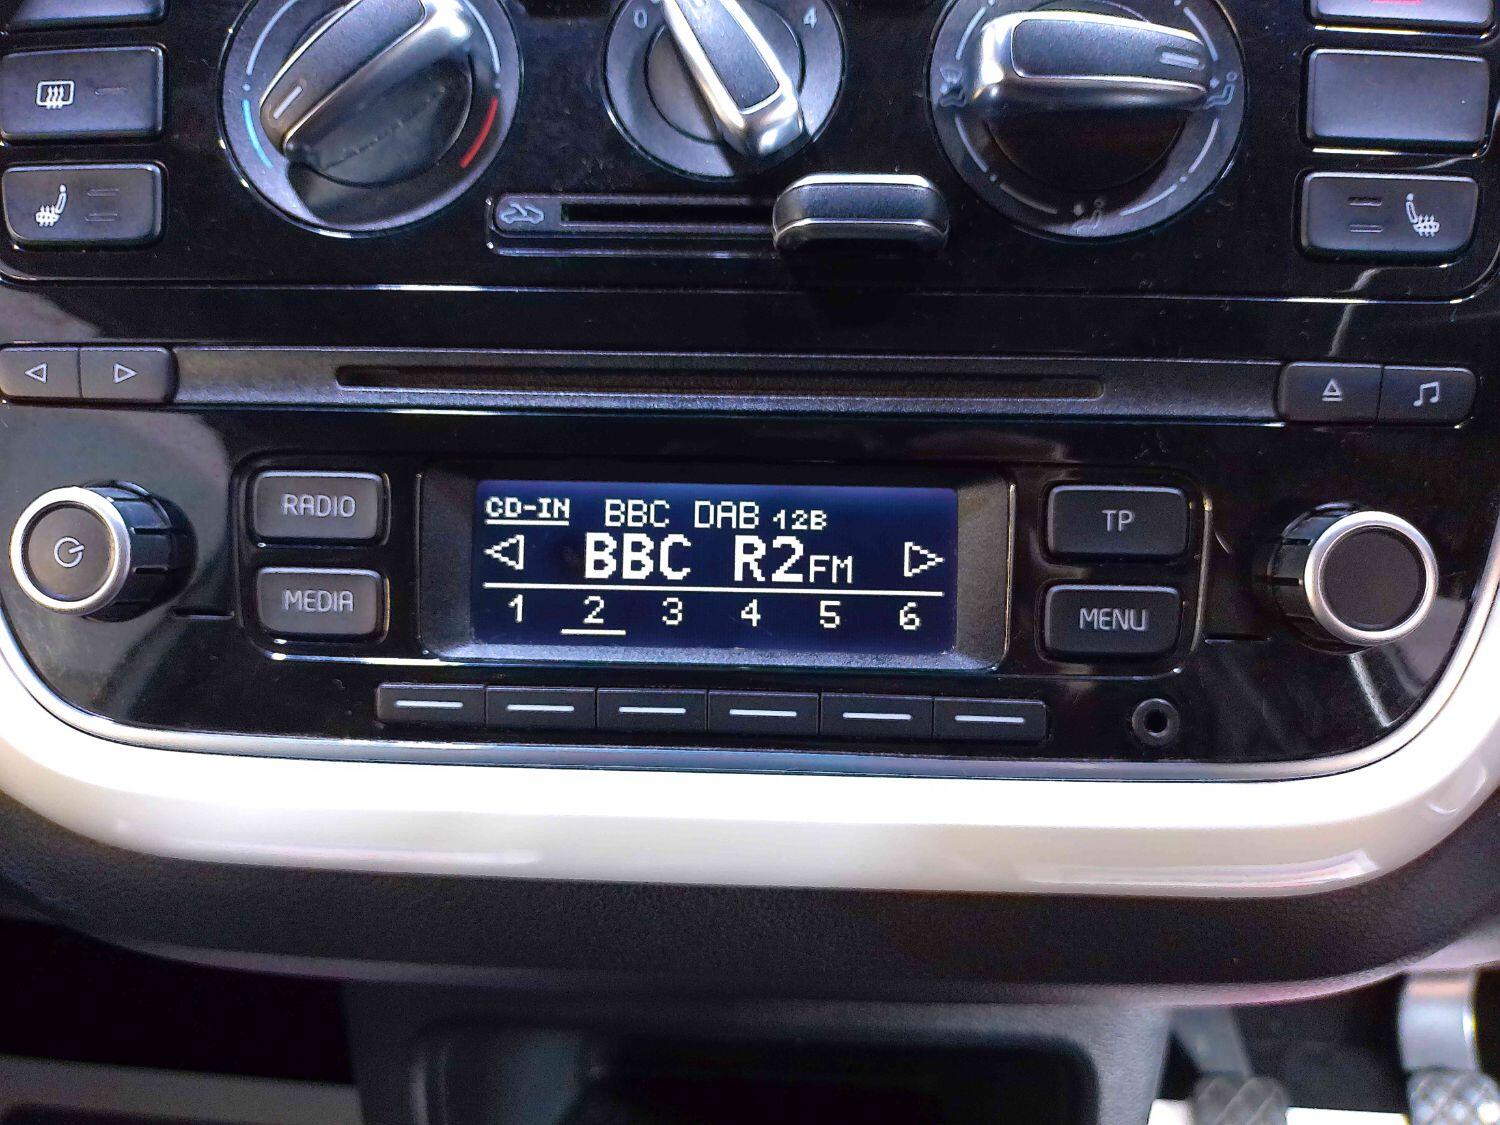 0 4
RADIO
MEDIA
CD-IN BBC DAB 12B
BBC R2FM
1 2 3 4 5 6
TP
MENU